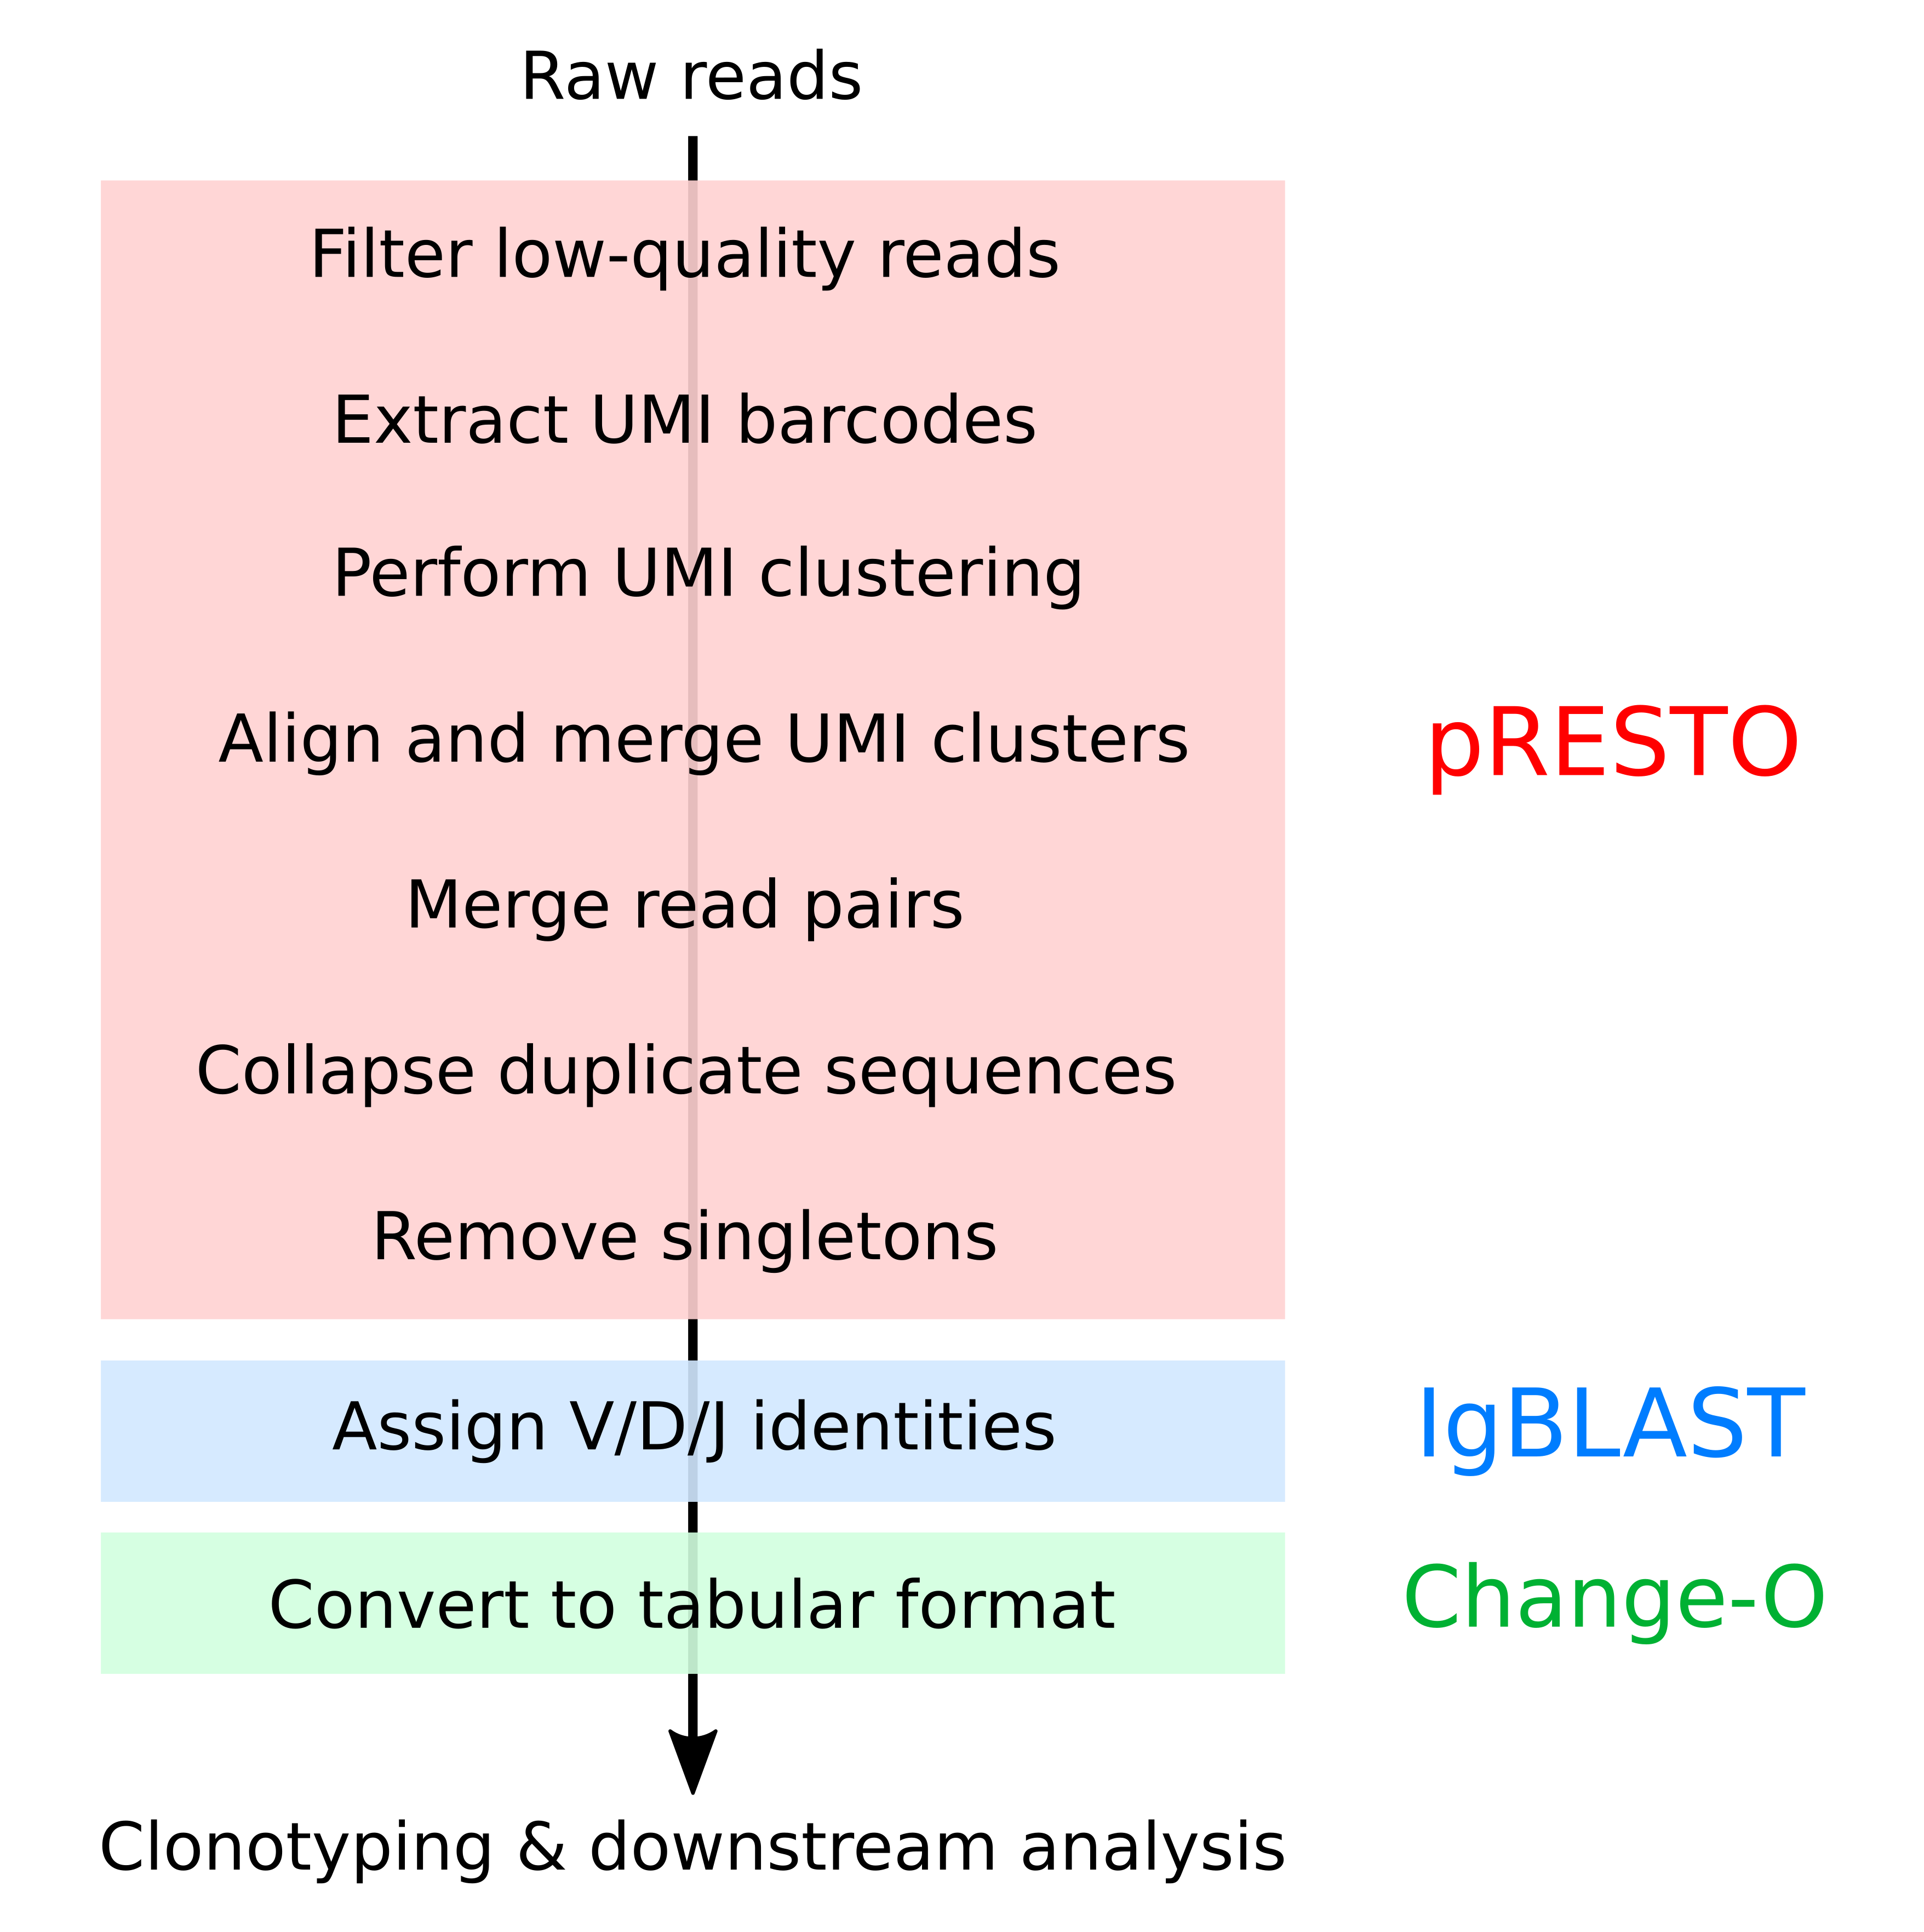 Raw reads
Filter low-quality reads
Extract UMI barcodes
Perform UMI clustering
Align and merge UMI clusters
pRESTO
Merge read pairs
Collapse duplicate sequences
Remove singletons
Assign V/D/J identities
IgBLAST
Convert to tabular format
Change-O
Clonotyping & downstream analysis